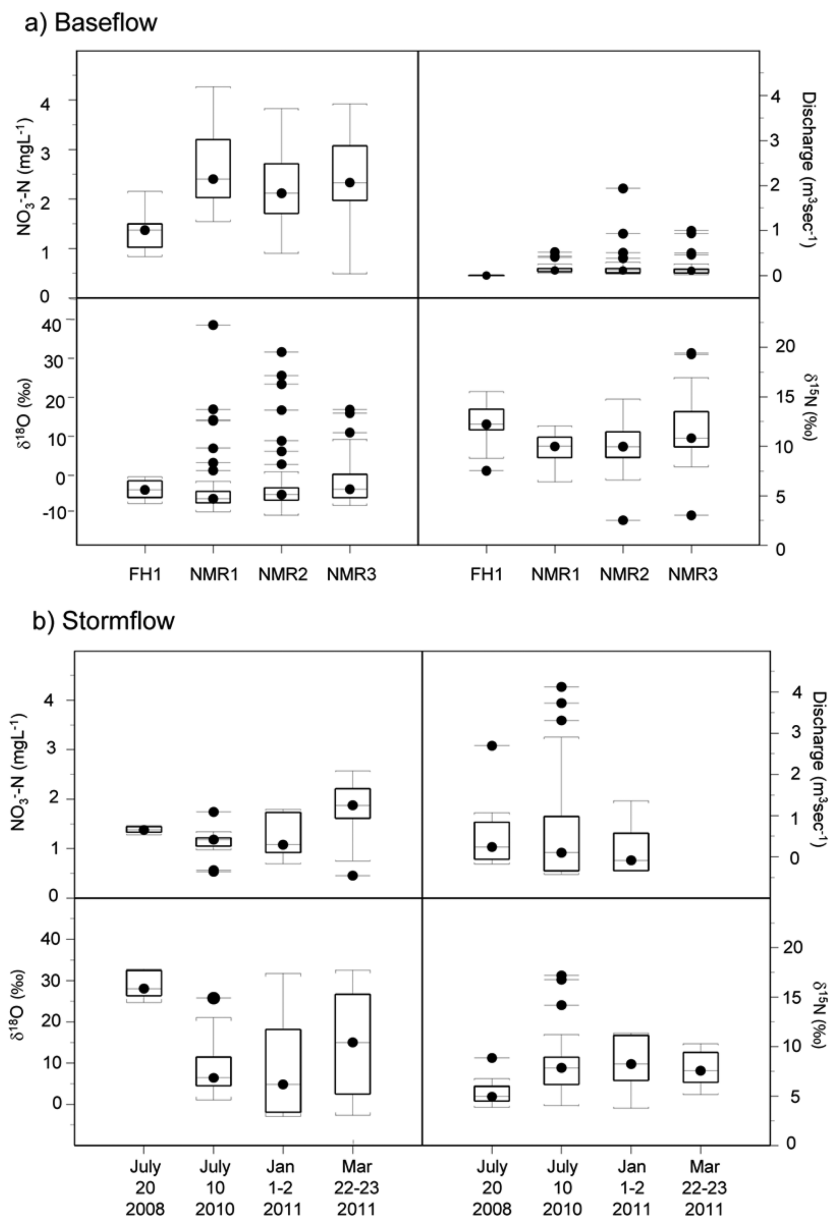 a) Baseflow
NO₃⁻-N (mgL⁻¹)
4
3
2
1
0
Discharge (m³sec⁻¹)
4
3
2
1
0
δ¹⁸O (‰)
40
30
20
10
0
-10
δ¹⁵N (‰)
20
15
10
5
0
FH1 NMR1 NMR2 NMR3
FH1 NMR1 NMR2 NMR3
b) Stormflow
NO₃⁻-N (mgL⁻¹)
4
3
2
1
0
Discharge (m³sec⁻¹)
4
3
2
1
0
δ¹⁸O (‰)
40
30
20
10
0
δ¹⁵N (‰)
20
15
10
5
0
July 20 2008
July 10 2010
Jan 1-2 2011
Mar 22-23 2011
July 20 2008
July 10 2010
Jan 1-2 2011
Mar 22-23 2011